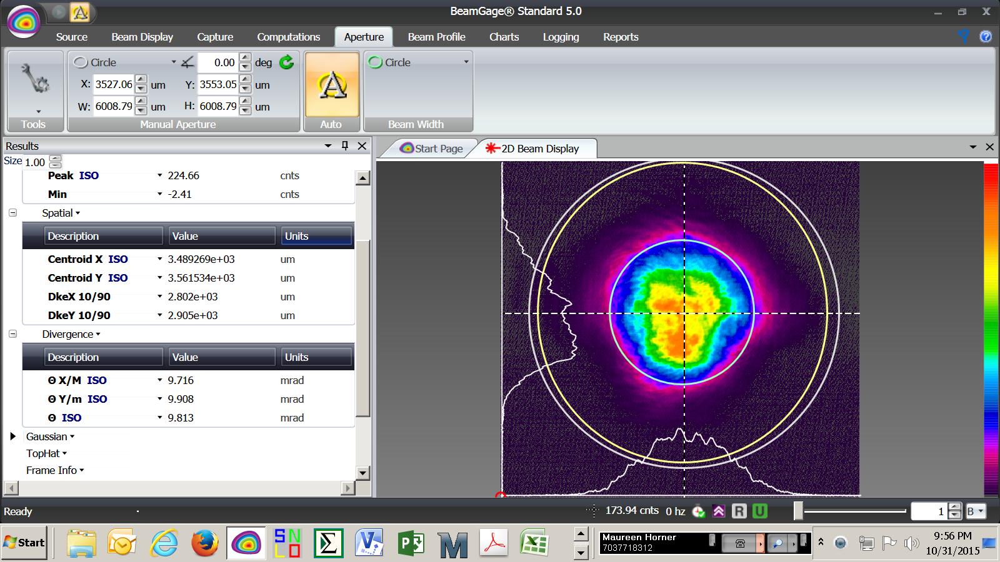 BeamGage® Standard 5.0
Source Beam Display Capture Computations Aperture Beam Profile Charts Logging Reports
Circle 0.00 deg Circle
X: 3527.06 um Y: 3553.05 um
W: 6008.79 um H: 6008.79 um
Tools Manual Aperture Auto Beam Width
Results
Start Page 2D Beam Display
Size 1.00
Peak ISO 224.66 cnts
Min -2.41 cnts
Spatial
Description Value Units
Centroid X ISO 3.489269e+03 um
Centroid Y ISO 3.561534e+03 um
DkeX 10/90 2.802e+03 um
DkeY 10/90 2.905e+03 um
Divergence
Description Value Units
Θ X/M ISO 9.716 mrad
Θ Y/m ISO 9.908 mrad
Θ ISO 9.813 mrad
Gaussian
TopHat
Frame Info
Ready 173.94 cnts 0 hz R U 1 B
Start
SNLO
Maureen Horner
7037718312
9:56 PM
10/31/2015